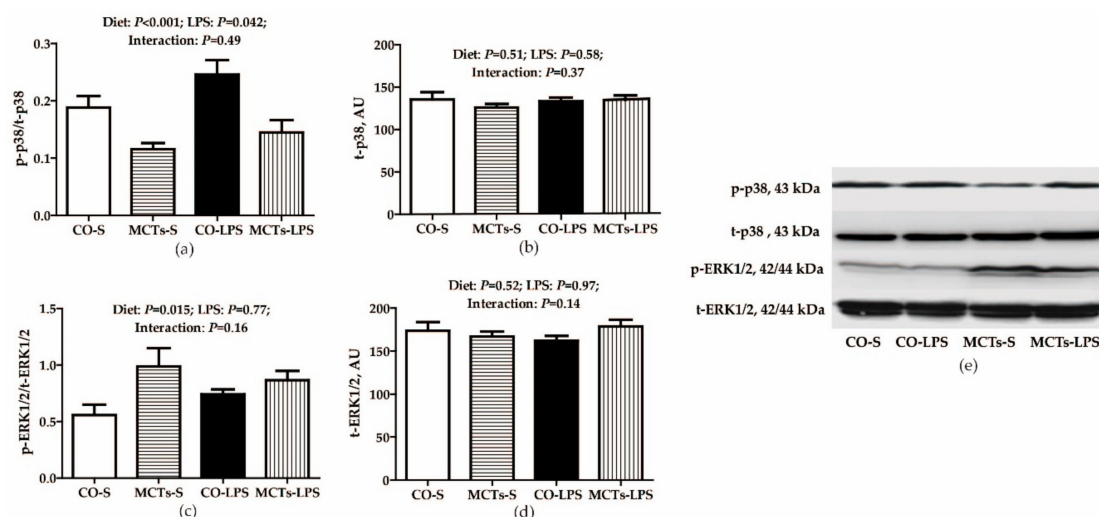 Diet: P<0.001; LPS: P=0.042;
Interaction: P=0.49
p-p38/t-p38
0.3
0.2
0.1
0.0
CO-S MCTs-S CO-LPS MCTs-LPS
(a)
Diet: P=0.51; LPS: P=0.58;
Interaction: P=0.37
t-p38, AU
200
150
100
50
0
CO-S MCTs-S CO-LPS MCTs-LPS
(b)
Diet: P=0.015; LPS: P=0.77;
Interaction: P=0.16
p-ERK1/2/t-ERK1/2
1.5
1.0
0.5
0.0
CO-S MCTs-S CO-LPS MCTs-LPS
(c)
Diet: P=0.52; LPS: P=0.97;
Interaction: P=0.14
t-ERK1/2, AU
250
200
150
100
50
0
CO-S MCTs-S CO-LPS MCTs-LPS
(d)
p-p38, 43 kDa
t-p38 , 43 kDa
p-ERK1/2, 42/44 kDa
t-ERK1/2, 42/44 kDa
CO-S CO-LPS MCTs-S MCTs-LPS
(e)